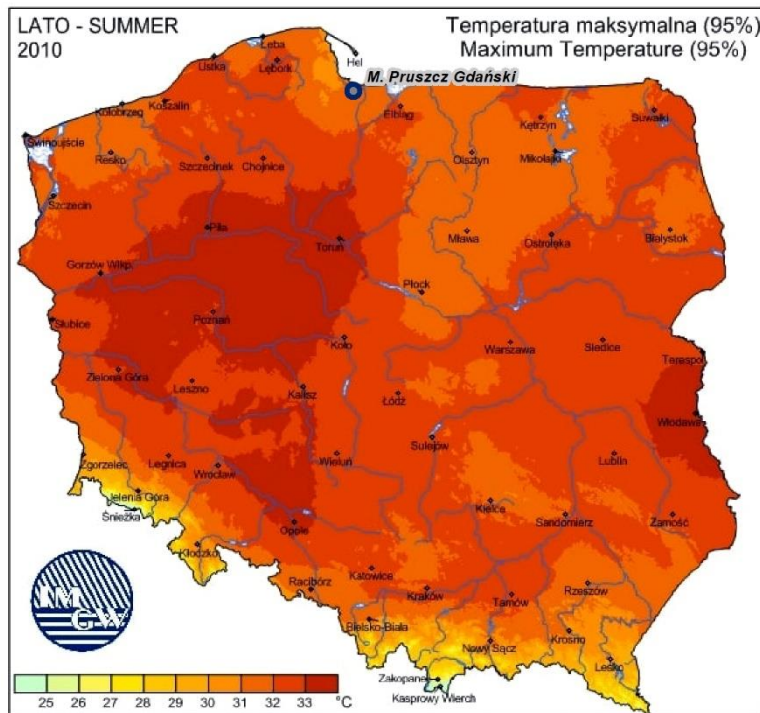 LATO - SUMMER
2010
Temperatura maksymalna (95%)
Maximum Temperature (95%)
Łeba
Hel
Ustka
Lębork
M. Pruszcz Gdański
Kołobrzeg
Koszalin
Elbląg
Kętrzyn
Suwałki
Świnoujście
Resko
Szczecinek
Chojnice
Olsztyn
Mikołajki
Szczecin
Piła
Toruń
Mława
Ostrołęka
Białystok
Gorzów Wlkp.
Płock
Słubice
Poznań
Koło
Warszawa
Siedlce
Terespol
Zielona Góra
Leszno
Kalisz
Łódź
Włodawa
Sulejów
Zgorzelec
Legnica
Wrocław
Wieluń
Lublin
Jelenia Góra
Śnieżka
Kielce
Sandomierz
Zamość
Opole
Kłodzko
Racibórz
Katowice
Kraków
Tarnów
Rzeszów
Bielsko-Biała
Nowy Sącz
Krosno
Lesko
Zakopane
Kasprowy Wierch
IMGW
25 26 27 28 29 30 31 32 33 °C